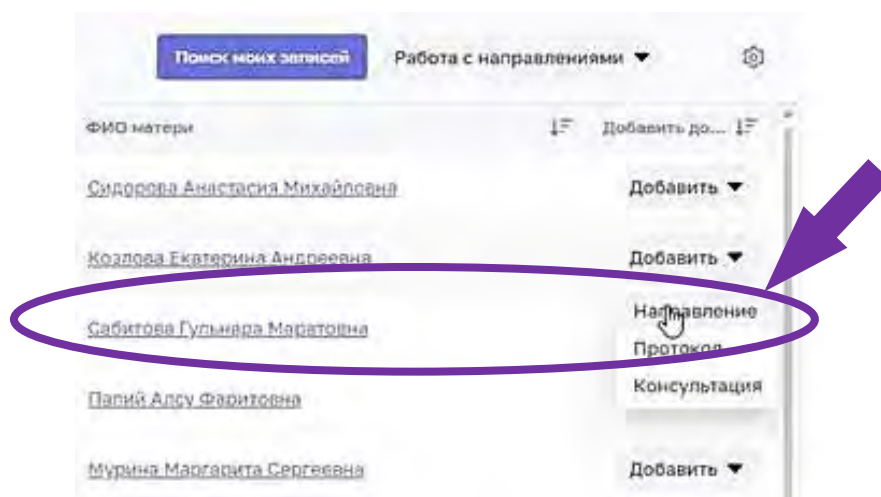 Поиск моих записей Работа с направлениями
ФИО матери Добавить до...
Сидорова Анастасия Михайловна Добавить
Козлова Екатерина Андреевна Добавить
Направление
Сабитова Гульнара Маратовна
Протокол
Консультация
Папий Алсу Фаритовна
Мурина Маргарита Сергеевна Добавить